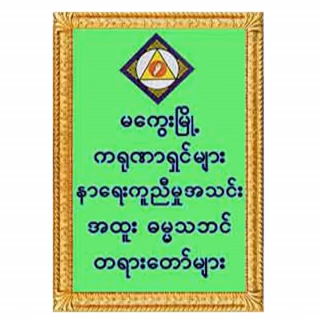 မကွေးမြို့
ကရုဏာရှင်များ
နာရေးကူညီမှုအသင်း
အထူး ဓမ္မသဘင်
တရားတော်များ